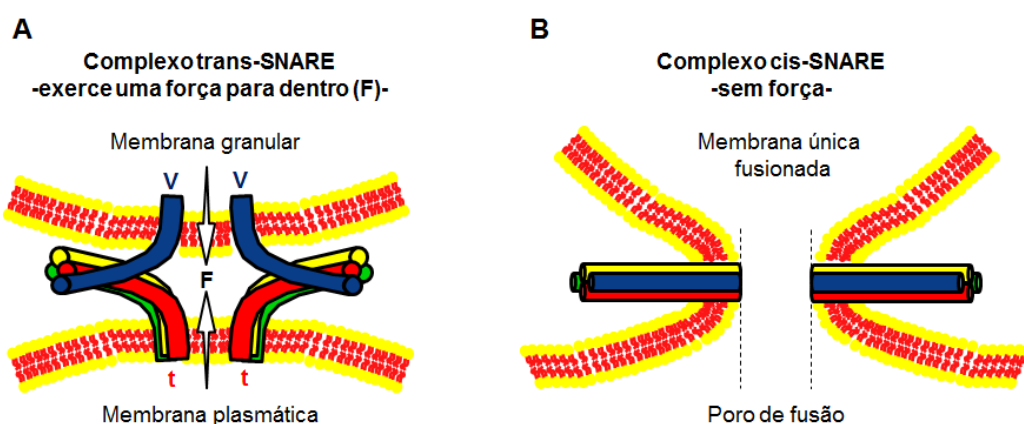 A
Complexo trans-SNARE
-exerce uma força para dentro (F)-
Membrana granular
V
V
F
t
t
Membrana plasmática
B
Complexo cis-SNARE
-sem força-
Membrana única
fusionada
Poro de fusão